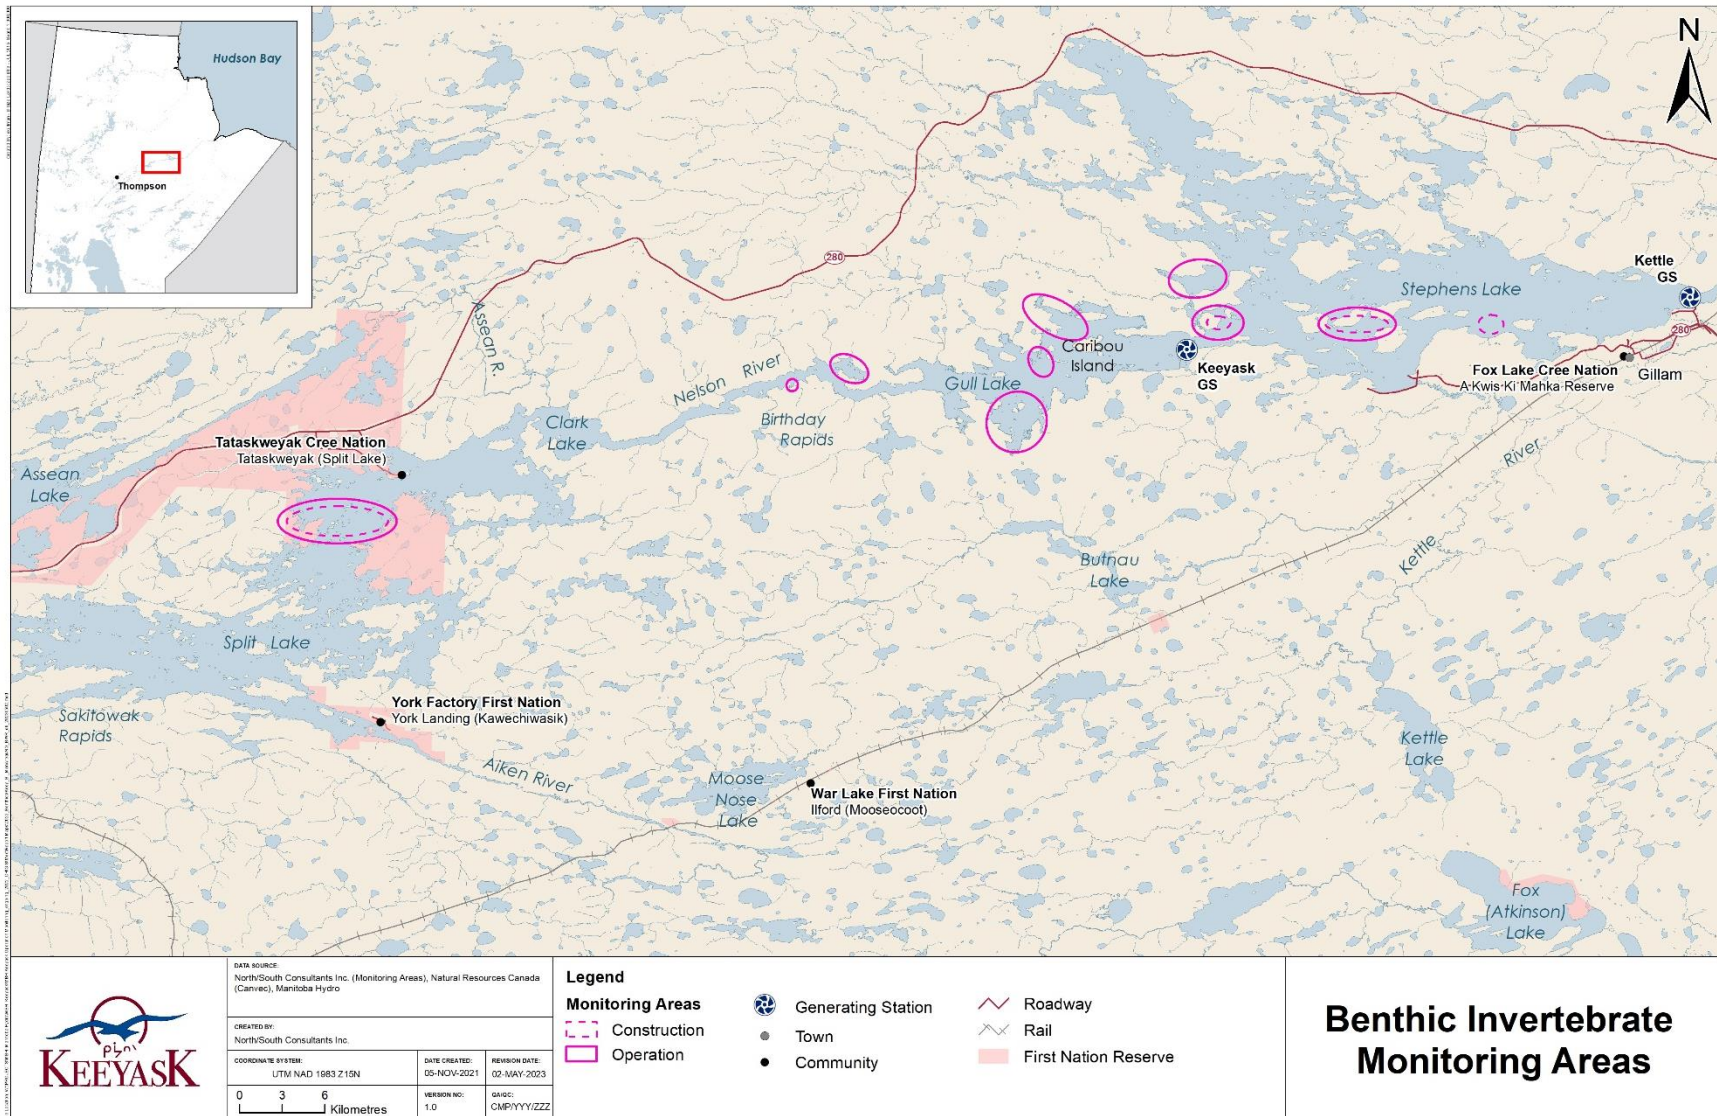 Hudson Bay
Thompson
N
280
Kettle
GS
Stephens Lake
280
Assean R.
Caribou
Island
Keeyask
GS
Fox Lake Cree Nation
A Kwis Ki Mahka Reserve
Gillam
Nelson River
Gull Lake
Birthday
Rapids
Clark
Lake
Tataskweyak Cree Nation
Tataskweyak (Split Lake)
Assean
Lake
Butnau
Lake
Kettle River
Split Lake
York Factory First Nation
York Landing (Kawechiwasik)
Sakitowak
Rapids
Aiken River
Moose
Nose
Lake
War Lake First Nation
Ilford (Mooseocoot)
Kettle
Lake
Fox
(Atkinson)
Lake
KEEYASK
DATA SOURCE:
North/South Consultants Inc. (Monitoring Areas), Natural Resources Canada
(Canvec), Manitoba Hydro
CREATED BY:
North/South Consultants Inc.
COORDINATE SYSTEM:
UTM NAD 1983 Z15N
DATE CREATED:
05-NOV-2021
REVISION DATE:
02-MAY-2023
0 3 6
Kilometres
VERSION NO:
1.0
QA/QC:
CMP/YYY/ZZZ
Legend
Monitoring Areas
Construction
Operation
Generating Station
Town
Community
Roadway
Rail
First Nation Reserve
Benthic Invertebrate
Monitoring Areas